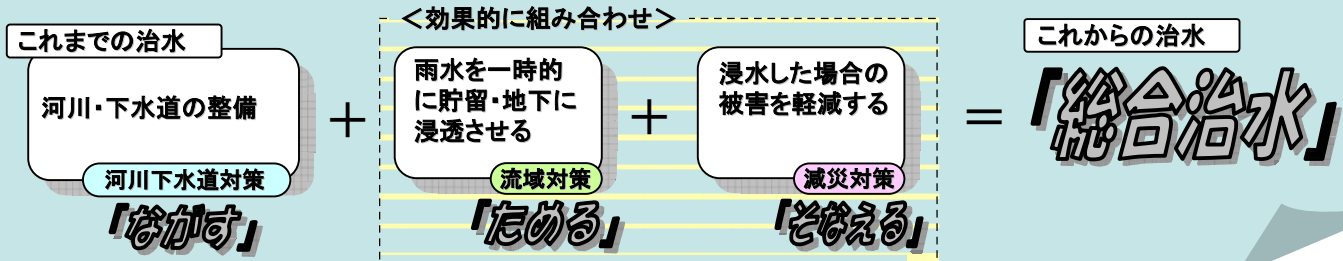 ＜効果的に組み合わせ＞
これまでの治水
河川・下水道の整備
河川下水道対策
「ながす」
＋
雨水を一時的
に貯留・地下に
浸透させる
流域対策
「ためる」
＋
浸水した場合の
被害を軽減する
減災対策
「そなえる」
＝
これからの治水
「総合治水」